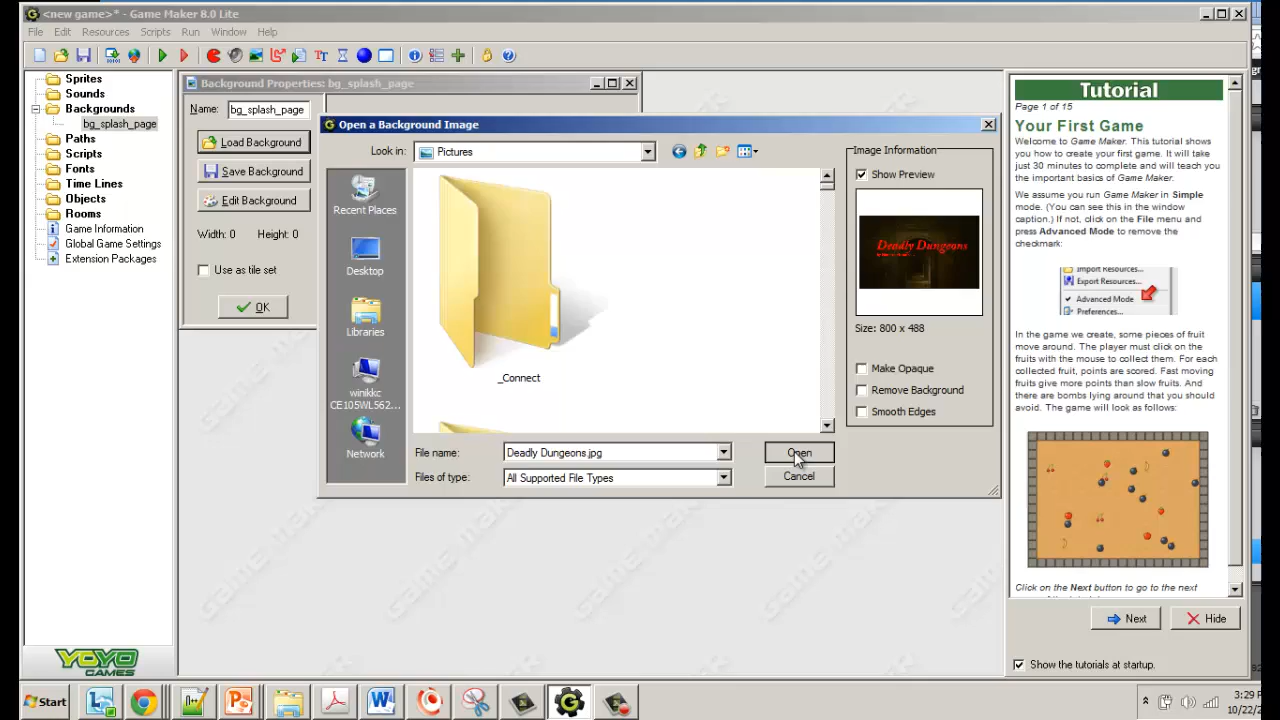 <new game>* - Game Maker 8.0 Lite
File Edit Resources Scripts Run Window Help
Sprites
Sounds
Backgrounds
bg_splash_page
Paths
Scripts
Fonts
Time Lines
Objects
Rooms
Game Information
Global Game Settings
Extension Packages
YOYO
GAMES
Background Properties: bg_splash_page
Name: bg_splash_page
Load Background
Save Background
Edit Background
Width: 0 Height: 0
Use as tile set
OK
Open a Background Image
Look in: Pictures
Recent Places
Desktop
Libraries
winikkc
CE105WL562...
Network
_Connect
File name: Deadly Dungeons.jpg
Files of type: All Supported File Types
Open
Cancel
Image Information
Show Preview
Deadly Dungeons
Size: 800 x 488
Make Opaque
Remove Background
Smooth Edges
Tutorial
Page 1 of 15
Your First Game
Welcome to Game Maker. This tutorial
shows you how to create your first game. It will take
you just 30 minutes to complete and will teach you
the important basics of Game Maker.
We assume you run Game Maker in Simple
mode. (You can see this in the window
caption.) If not, click on the File menu and
press Advanced Mode to remove the
checkmark:
Import Resources...
Export Resources...
Advanced Mode
Preferences...
In the game we create, some pieces of fruit
move around. The player must click on the
fruits with the mouse to collect them. For each
collected fruit, points are scored. Fast moving
fruits give more points than slow fruits. And
there are bombs lying around that you should
avoid. The game will look as follows:
Click on the Next button to go to the next
Next
Hide
Show the tutorials at startup.
Start
3:29 P
10/22/2